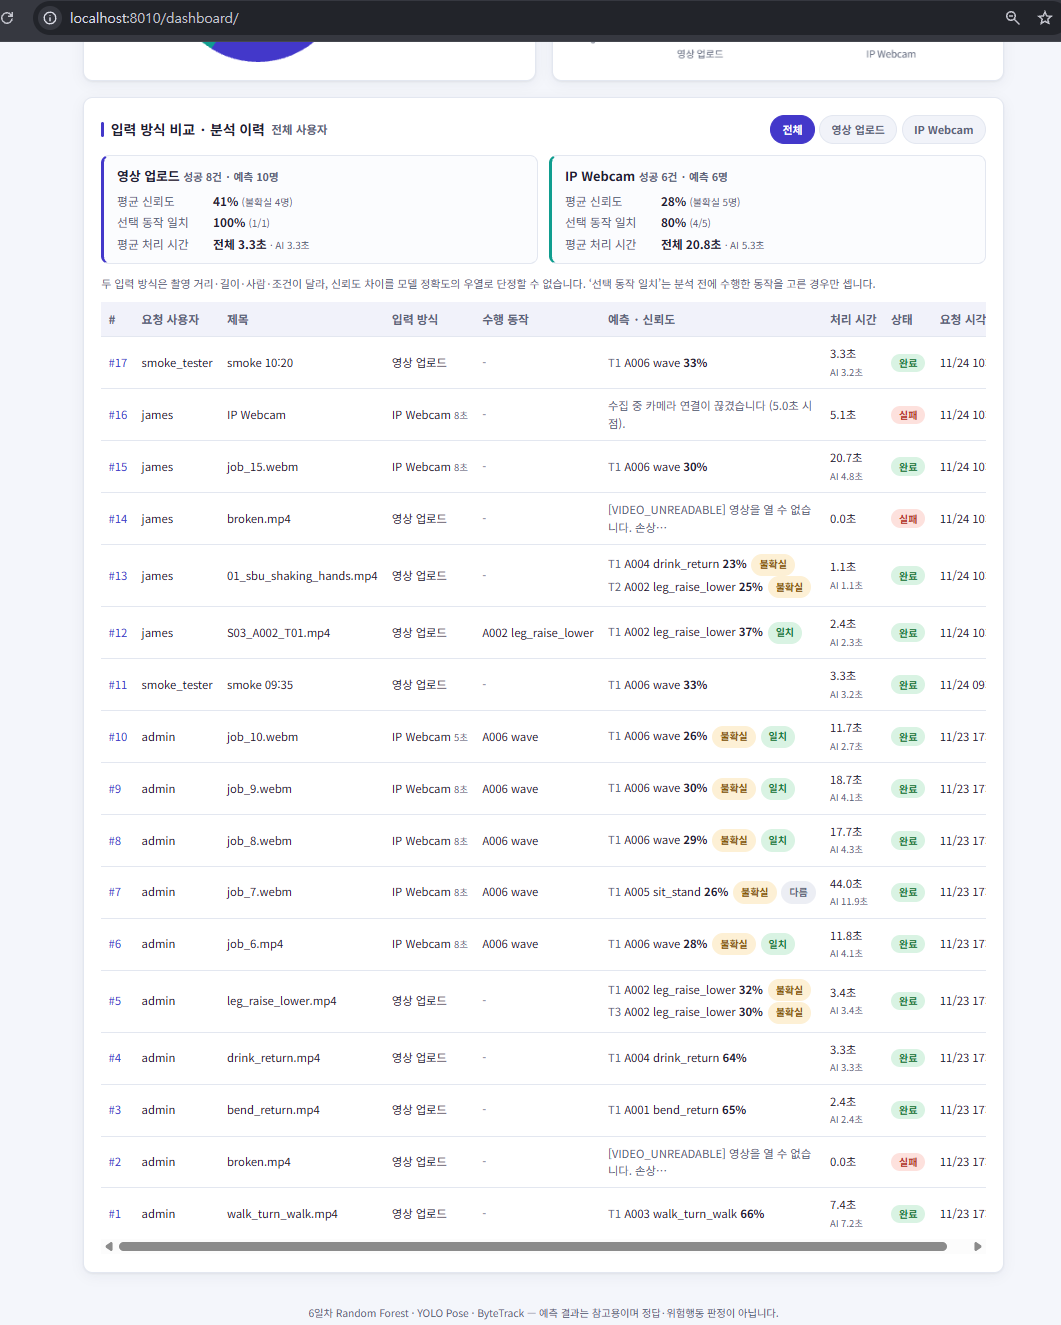 localhost:8010/dashboard/
영상 업로드 IP Webcam
입력 방식 비교 · 분석 이력 전체 사용자
전체 영상 업로드 IP Webcam
영상 업로드 성공 8건 · 예측 10명
평균 신뢰도 41% (불확실 4명)
선택 동작 일치 100% (1/1)
평균 처리 시간 전체 3.3초 · AI 3.3초
IP Webcam 성공 6건 · 예측 6명
평균 신뢰도 28% (불확실 5명)
선택 동작 일치 80% (4/5)
평균 처리 시간 전체 20.8초 · AI 5.3초
두 입력 방식은 촬영 거리·길이·사람·조건이 달라, 신뢰도 차이를 모델 정확도의 우열로 단정할 수 없습니다. ‘선택 동작 일치’는 분석 전에 수행한 동작을 고른 경우만 셉니다.
# 요청 사용자 제목 입력 방식 수행 동작 예측 · 신뢰도 처리 시간 상태 요청 시각
#17 smoke_tester smoke 10:20 영상 업로드 - T1 A006 wave 33% 3.3초 완료 11/24 10
AI 3.2초
#16 james IP Webcam IP Webcam 8초 - 수집 중 카메라 연결이 끊겼습니다 (5.0초 시 5.1초 실패 11/24 10
점).
#15 james job_15.webm IP Webcam 8초 - T1 A006 wave 30% 20.7초 완료 11/24 10
AI 4.8초
#14 james broken.mp4 영상 업로드 - [VIDEO_UNREADABLE] 영상을 열 수 없습 0.0초 실패 11/24 10
니다. 손상…
#13 james 01_sbu_shaking_hands.mp4 영상 업로드 - T1 A004 drink_return 23% 불확실 1.1초 완료 11/24 10
T2 A002 leg_raise_lower 25% 불확실 AI 1.1초
#12 james S03_A002_T01.mp4 영상 업로드 A002 leg_raise_lower T1 A002 leg_raise_lower 37% 일치 2.4초 완료 11/24 10
AI 2.3초
#11 smoke_tester smoke 09:35 영상 업로드 - T1 A006 wave 33% 3.3초 완료 11/24 09
AI 3.2초
#10 admin job_10.webm IP Webcam 5초 A006 wave T1 A006 wave 26% 불확실 일치 11.7초 완료 11/23 17
AI 2.7초
#9 admin job_9.webm IP Webcam 8초 A006 wave T1 A006 wave 30% 불확실 일치 18.7초 완료 11/23 17
AI 4.1초
#8 admin job_8.webm IP Webcam 8초 A006 wave T1 A006 wave 29% 불확실 일치 17.7초 완료 11/23 17
AI 4.3초
#7 admin job_7.webm IP Webcam 8초 A006 wave T1 A005 sit_stand 26% 불확실 다름 44.0초 완료 11/23 17
AI 11.9초
#6 admin job_6.mp4 IP Webcam 8초 A006 wave T1 A006 wave 28% 불확실 일치 11.8초 완료 11/23 17
AI 4.1초
#5 admin leg_raise_lower.mp4 영상 업로드 - T1 A002 leg_raise_lower 32% 불확실 3.4초 완료 11/23 17
T3 A002 leg_raise_lower 30% 불확실 AI 3.4초
#4 admin drink_return.mp4 영상 업로드 - T1 A004 drink_return 64% 3.3초 완료 11/23 17
AI 3.3초
#3 admin bend_return.mp4 영상 업로드 - T1 A001 bend_return 65% 2.4초 완료 11/23 17
AI 2.4초
#2 admin broken.mp4 영상 업로드 - [VIDEO_UNREADABLE] 영상을 열 수 없습 0.0초 실패 11/23 17
니다. 손상…
#1 admin walk_turn_walk.mp4 영상 업로드 - T1 A003 walk_turn_walk 66% 7.4초 완료 11/23 17
AI 7.2초
6일차 Random Forest · YOLO Pose · ByteTrack — 예측 결과는 참고용이며 정답·위험행동 판정이 아닙니다.